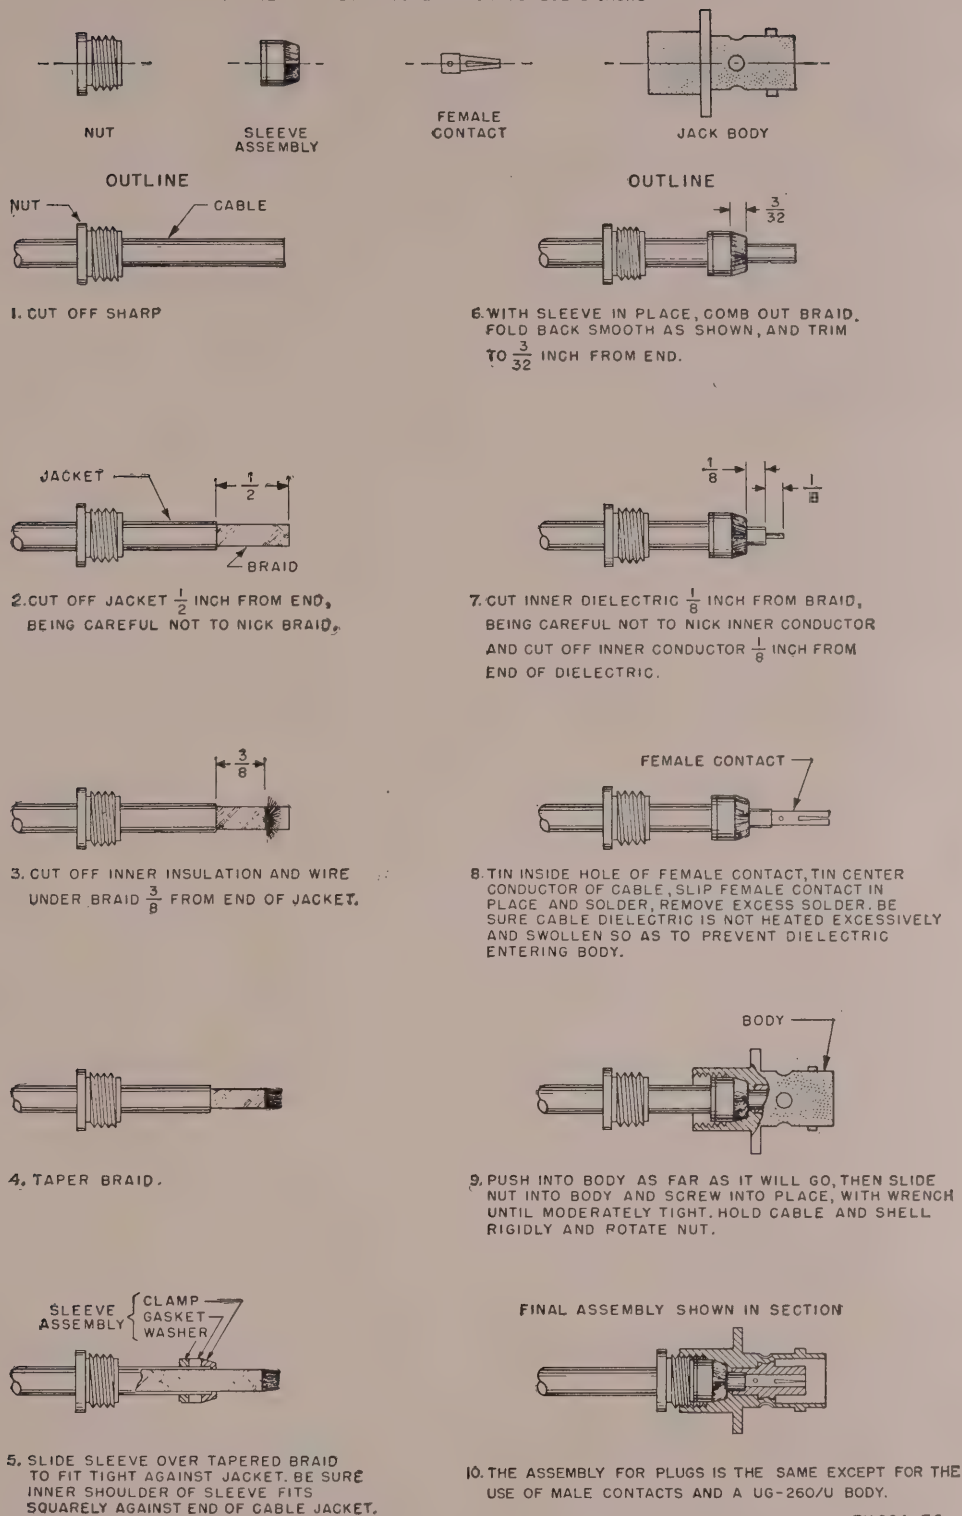 NUT
SLEEVE
ASSEMBLY
FEMALE
CONTACT
JACK BODY
OUTLINE
NUT
CABLE
1. CUT OFF SHARP
JACKET
1/2
BRAID
2. CUT OFF JACKET 1/2 INCH FROM END,
BEING CAREFUL NOT TO NICK BRAID.
3/8
3. CUT OFF INNER INSULATION AND WIRE
UNDER BRAID 3/8 FROM END OF JACKET.
4. TAPER BRAID.
SLEEVE
ASSEMBLY
CLAMP
GASKET
WASHER
5. SLIDE SLEEVE OVER TAPERED BRAID
TO FIT TIGHT AGAINST JACKET. BE SURE
INNER SHOULDER OF SLEEVE FITS
SQUARELY AGAINST END OF CABLE JACKET.
OUTLINE
3/32
6. WITH SLEEVE IN PLACE, COMB OUT BRAID.
FOLD BACK SMOOTH AS SHOWN, AND TRIM
TO 3/32 INCH FROM END.
1/8
1/8
7. CUT INNER DIELECTRIC 1/8 INCH FROM BRAID,
BEING CAREFUL NOT TO NICK INNER CONDUCTOR
AND CUT OFF INNER CONDUCTOR 1/8 INCH FROM
END OF DIELECTRIC.
FEMALE CONTACT
8. TIN INSIDE HOLE OF FEMALE CONTACT, TIN CENTER
CONDUCTOR OF CABLE, SLIP FEMALE CONTACT IN
PLACE AND SOLDER, REMOVE EXCESS SOLDER. BE
SURE CABLE DIELECTRIC IS NOT HEATED EXCESSIVELY
AND SWOLLEN SO AS TO PREVENT DIELECTRIC
ENTERING BODY.
BODY
9. PUSH INTO BODY AS FAR AS IT WILL GO, THEN SLIDE
NUT INTO BODY AND SCREW INTO PLACE, WITH WRENCH
UNTIL MODERATELY TIGHT. HOLD CABLE AND SHELL
RIGIDLY AND ROTATE NUT.
FINAL ASSEMBLY SHOWN IN SECTION
10. THE ASSEMBLY FOR PLUGS IS THE SAME EXCEPT FOR THE
USE OF MALE CONTACTS AND A UG-260/U BODY.